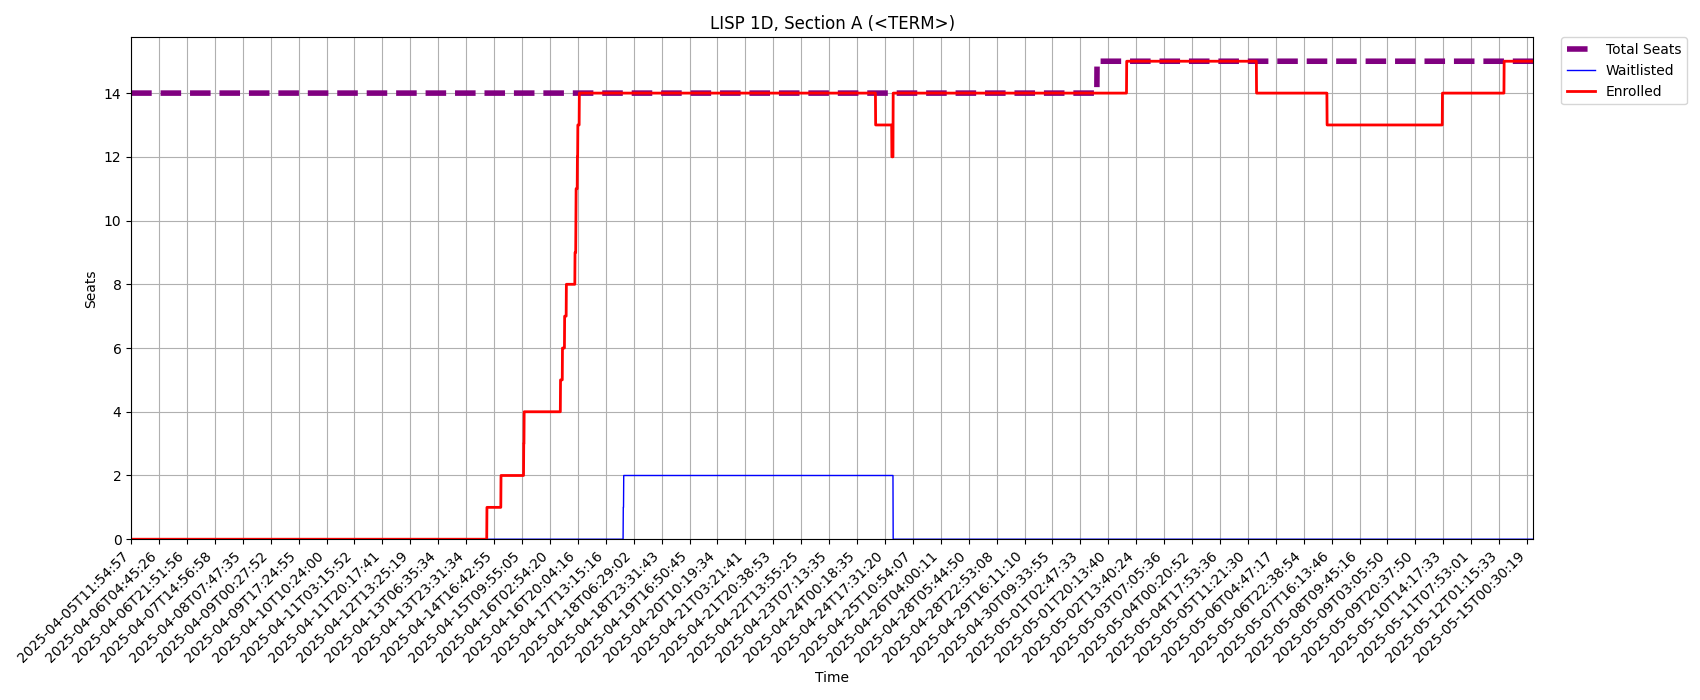 LISP 1D, Section A (<TERM>)
Total Seats
Waitlisted
Enrolled
Seats
14
12
10
8
6
4
2
0
2025-04-05T11:54:57
2025-04-06T04:45:26
2025-04-06T21:51:56
2025-04-07T14:56:58
2025-04-08T07:47:35
2025-04-09T00:27:52
2025-04-09T17:24:55
2025-04-10T10:24:00
2025-04-11T03:15:52
2025-04-11T20:17:41
2025-04-12T13:25:19
2025-04-13T06:35:34
2025-04-13T23:31:34
2025-04-14T16:42:55
2025-04-15T09:55:05
2025-04-16T02:54:20
2025-04-16T20:04:16
2025-04-17T13:15:16
2025-04-18T06:29:02
2025-04-18T23:31:43
2025-04-19T16:50:45
2025-04-20T10:19:34
2025-04-21T03:21:41
2025-04-21T20:38:53
2025-04-22T13:55:25
2025-04-23T07:13:35
2025-04-24T00:18:35
2025-04-24T17:31:20
2025-04-25T10:54:07
2025-04-26T04:00:11
2025-04-28T05:44:50
2025-04-28T22:53:08
2025-04-29T16:11:10
2025-04-30T09:33:55
2025-05-01T02:47:33
2025-05-01T20:13:40
2025-05-02T13:40:24
2025-05-03T07:05:36
2025-05-04T00:20:52
2025-05-04T17:53:36
2025-05-05T11:21:30
2025-05-06T04:47:17
2025-05-06T22:38:54
2025-05-07T16:13:46
2025-05-08T09:45:16
2025-05-09T03:05:50
2025-05-09T20:37:50
2025-05-10T14:17:33
2025-05-11T07:53:01
2025-05-12T01:15:33
2025-05-15T00:30:19
Time